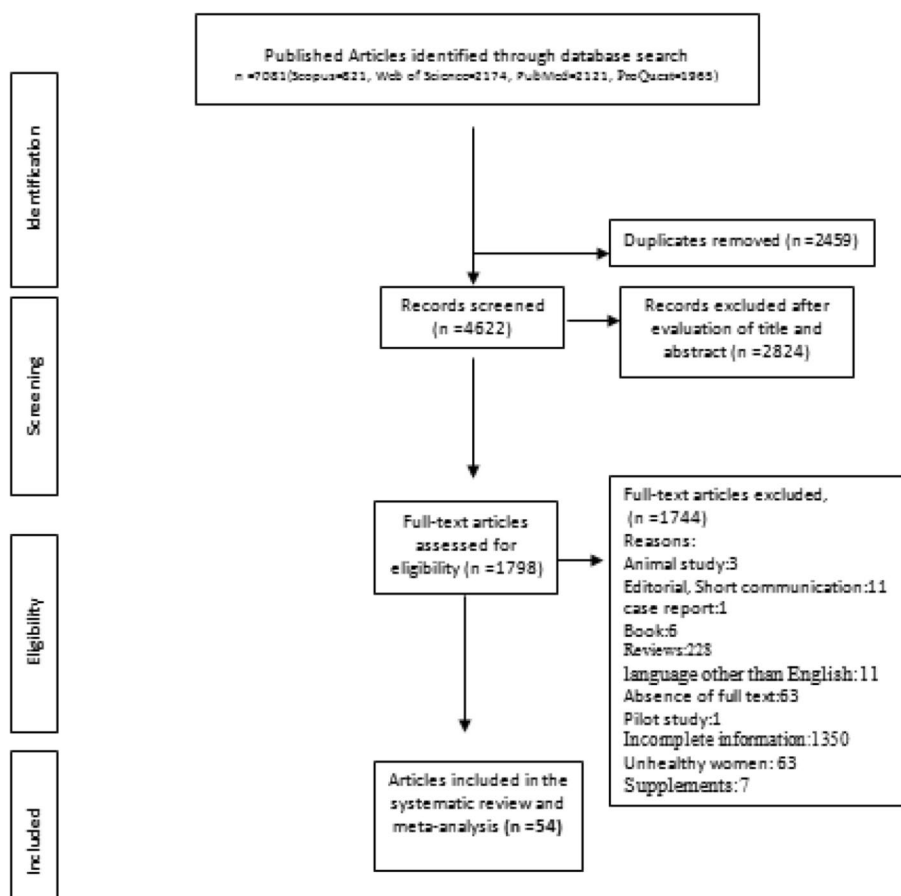 Published Articles identified through database search
n =7081(Scopus=821, Web of Science=2174, PubMed=2121, ProQuest=1965)
Identification
Duplicates removed (n =2459)
Records screened
(n =4622)
Records excluded after
evaluation of title and
abstract (n =2824)
Screening
Full-text articles
assessed for
eligibility (n =1798)
Full-text articles excluded,
(n =1744)
Reasons:
Animal study:3
Editorial, Short communication:11
case report:1
Book:6
Reviews:228
language other than English:11
Absence of full text:63
Pilot study:1
Incomplete information:1350
Unhealthy women: 63
Supplements:7
Eligibility
Articles included in the
systematic review and
meta-analysis (n =54)
Included